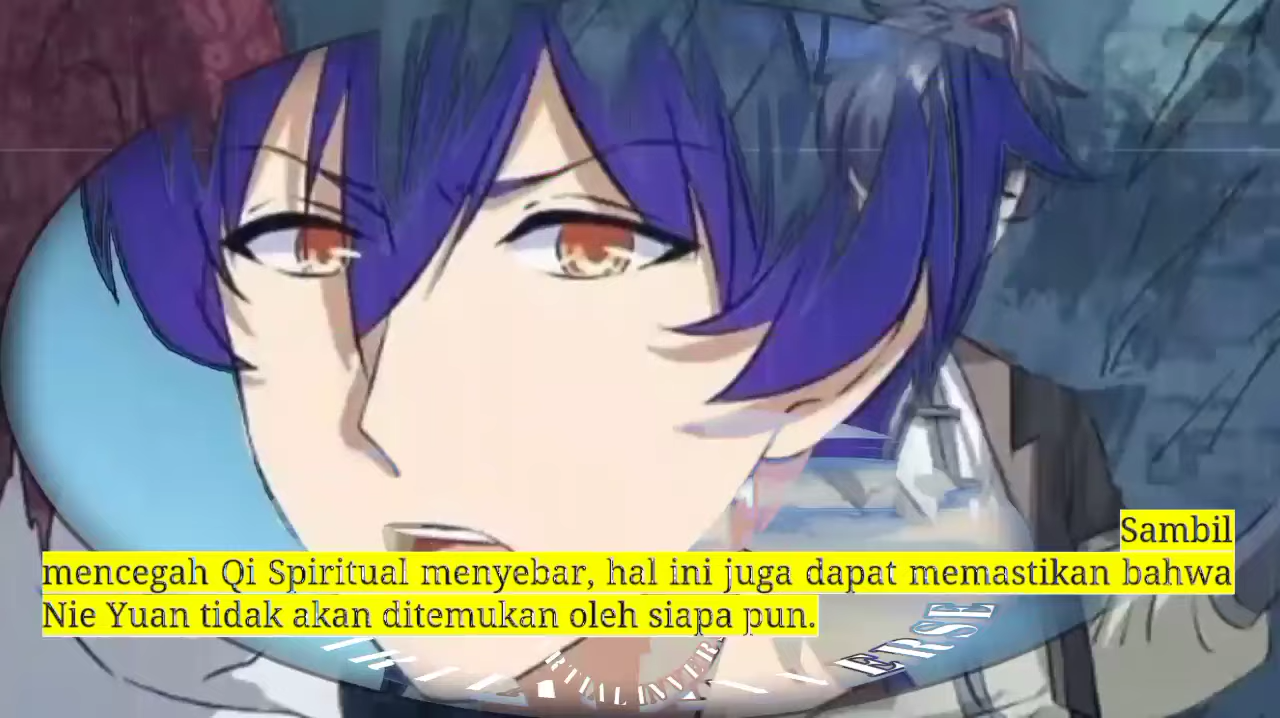 Sambil
mencegah Qi Spiritual menyebar, hal ini juga dapat memastikan bahwa
Nie Yuan tidak akan ditemukan oleh siapa pun.